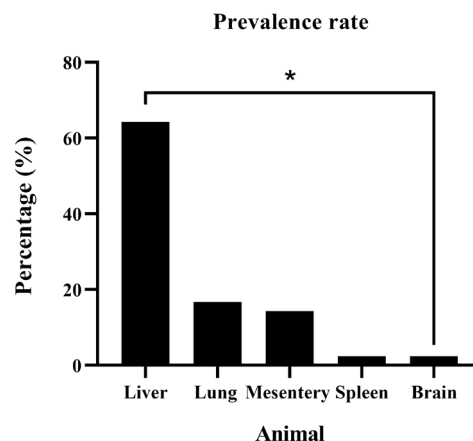 Prevalence rate
*
80
60
40
20
0
Percentage (%)
Liver Lung Mesentery Spleen Brain
Animal